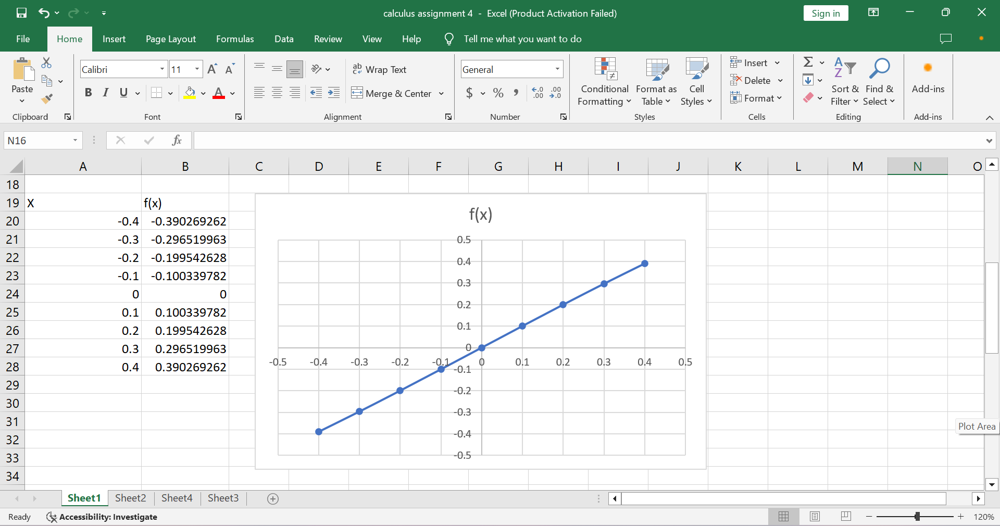 calculus assignment 4 - Excel (Product Activation Failed)
Sign in
File Home Insert Page Layout Formulas Data Review View Help Tell me what you want to do
Calibri 11 ab Wrap Text General Insert
Paste Conditional Format as Cell Delete Sort & Find & Add-ins
B I U A Merge & Center $ % , Formatting Table Styles Format Filter Select
Clipboard Font Alignment Number Styles Cells Editing Add-ins
N16 fx
A B C D E F G H I J K L M N O
18
19 X f(x)
20 -0.4 -0.390269262
21 -0.3 -0.296519963
22 -0.2 -0.199542628
23 -0.1 -0.100339782
24 0 0
25 0.1 0.100339782
26 0.2 0.199542628
27 0.3 0.296519963
28 0.4 0.390269262
29
30
31
32
33
34
f(x)
0.5
0.4
0.3
0.2
0.1
0
-0.5 -0.4 -0.3 -0.2 -0.1 0 0.1 0.2 0.3 0.4 0.5
-0.1
-0.2
-0.3
-0.4
-0.5
Plot Area
Sheet1 Sheet2 Sheet4 Sheet3
Ready Accessibility: Investigate 120%